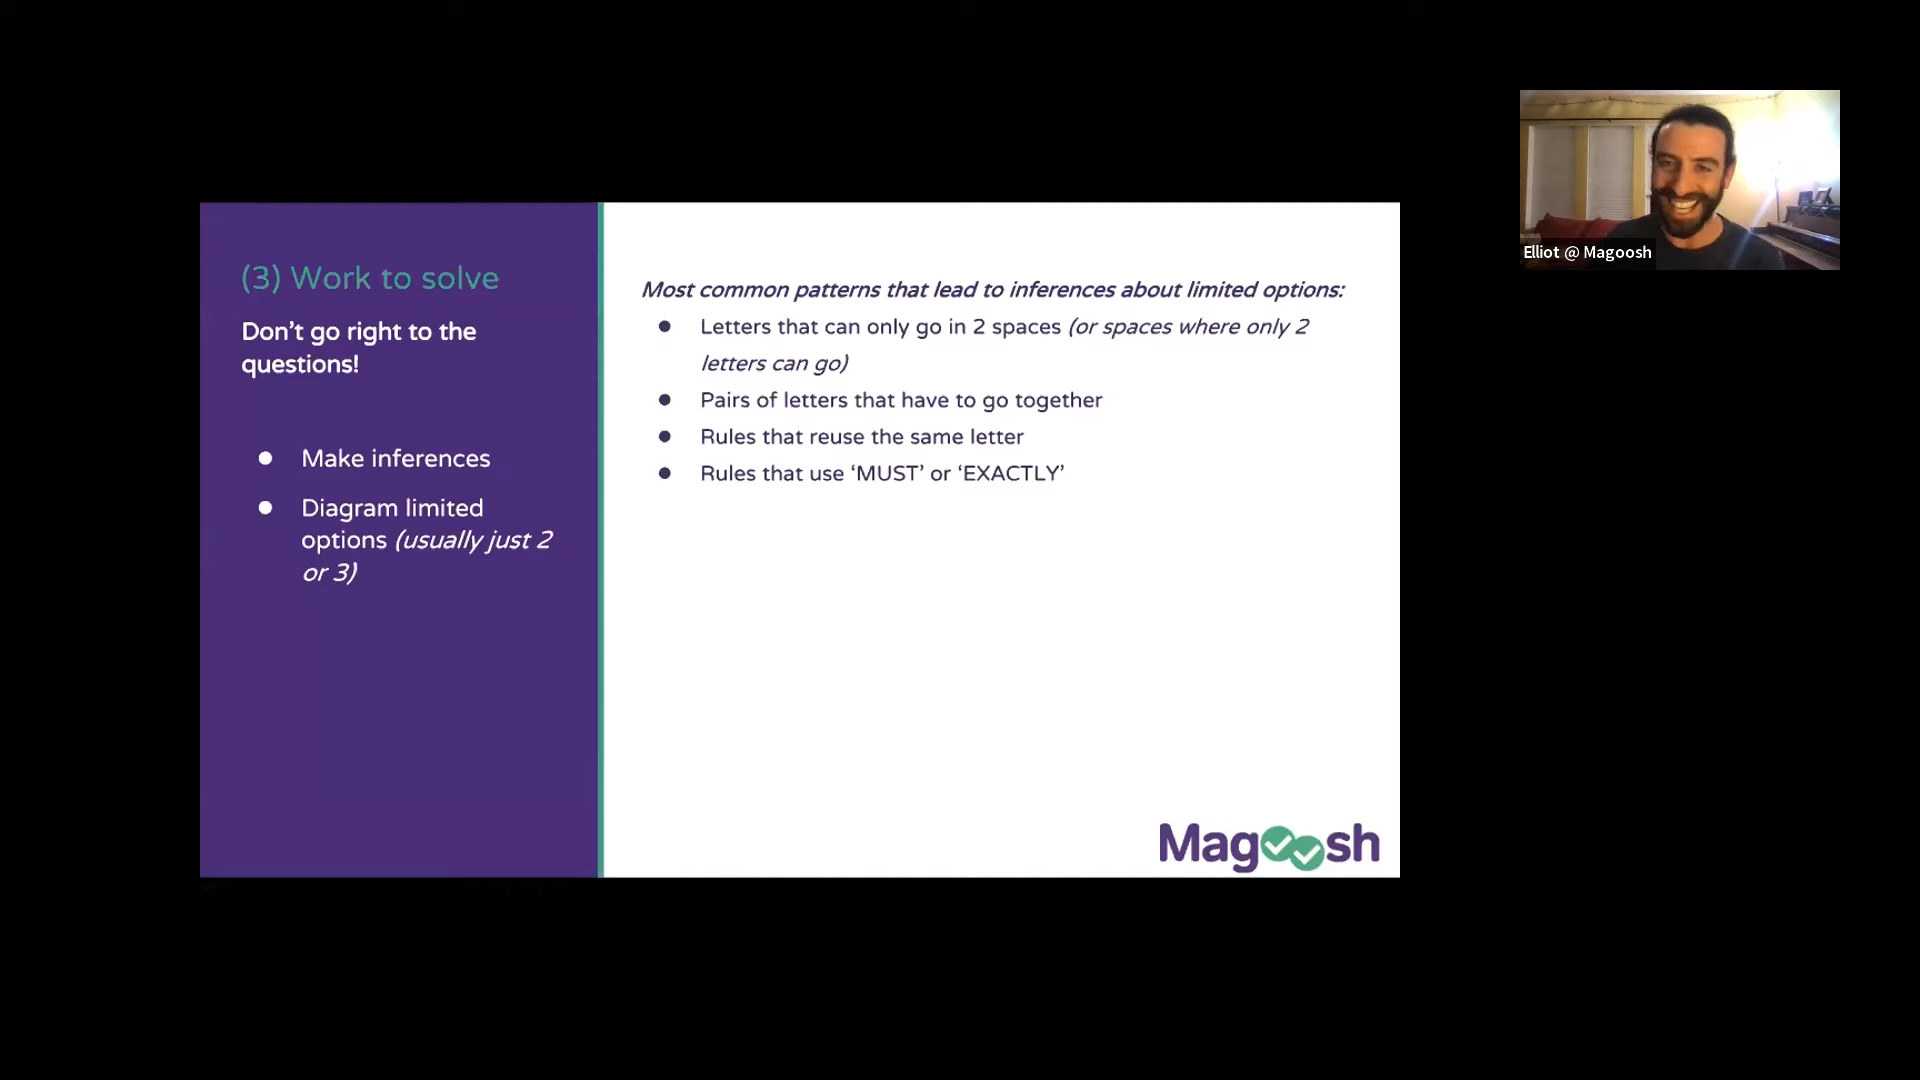 (3) Work to solve
Don't go right to the
questions!
● Make inferences
● Diagram limited
options (usually just 2
or 3)
Most common patterns that lead to inferences about limited options:
● Letters that can only go in 2 spaces (or spaces where only 2
letters can go)
● Pairs of letters that have to go together
● Rules that reuse the same letter
● Rules that use ‘MUST’ or ‘EXACTLY’
Magoosh
Elliot @ Magoosh